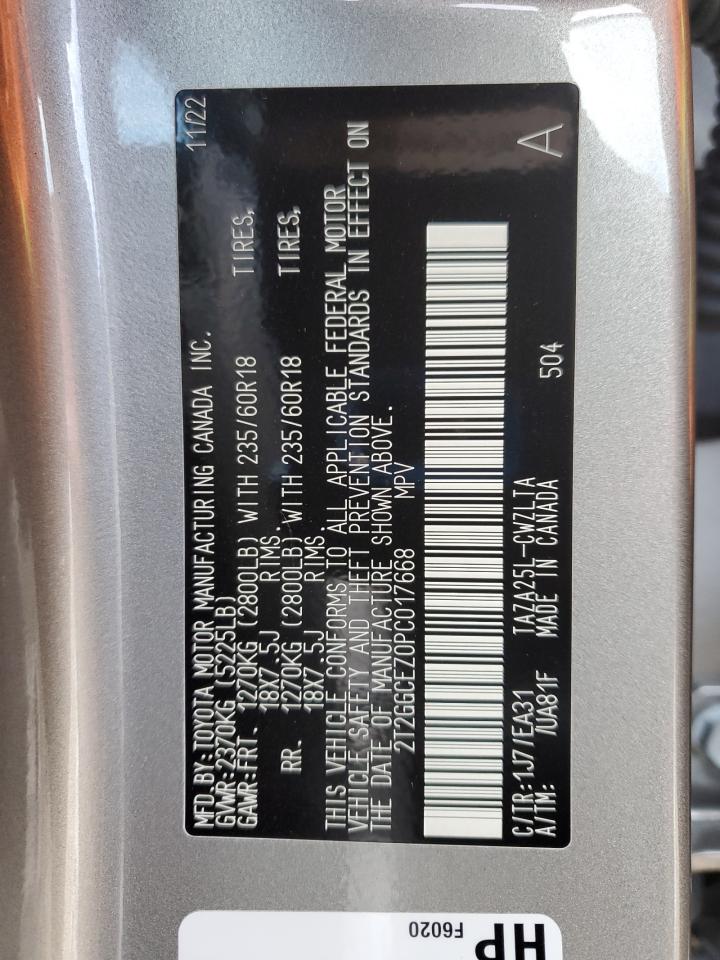 MFD.BY:TOYOTA MOTOR MANUFACTURING CANADA INC. 11/22
GVWR:2370KG (5225LB)
GAWR:FRT. 1270KG (2800LB) WITH 235/60R18 TIRES,
18X7.5J RIMS.
RR. 1270KG (2800LB) WITH 235/60R18 TIRES,
18X7.5J RIMS.
THIS VEHICLE CONFORMS TO ALL APPLICABLE FEDERAL MOTOR
VEHICLE SAFETY AND THEFT PREVENTION STANDARDS IN EFFECT ON
THE DATE OF MANUFACTURE SHOWN ABOVE.
2T2GGCEZ0PC017668 MPV
C/TR:1J7/EA31 TAZA25L-CWZLTA 504 A
A/TM: /UA81F MADE IN CANADA
HP
F6020